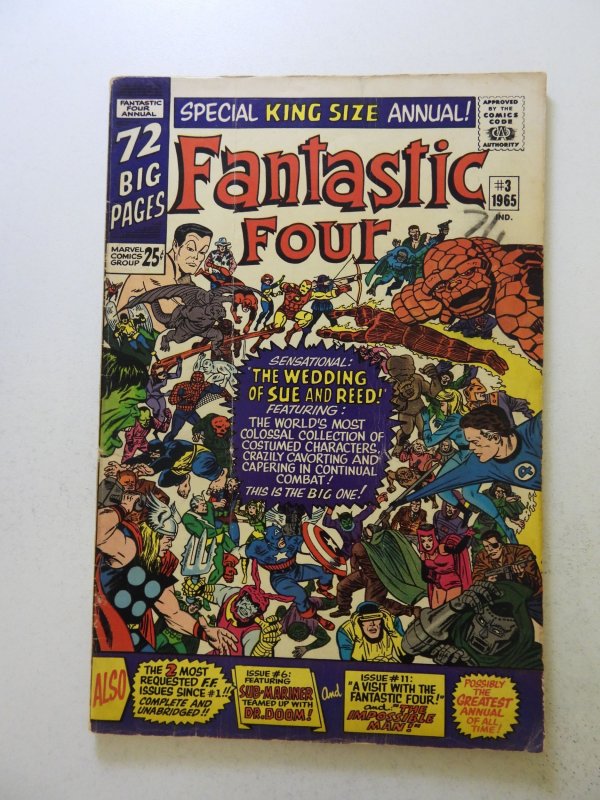 FANTASTIC
FOUR
ANNUAL
72
BIG
PAGES
MARVEL
COMICS
GROUP
25¢
SPECIAL KING SIZE ANNUAL!
APPROVED
BY THE
COMICS
CODE
AUTHORITY
Fantastic
FOUR
#3
1965
IND.
SENSATIONAL:
"THE WEDDING
OF SUE AND REED!"
FEATURING:
THE WORLD'S MOST
COLOSSAL COLLECTION OF
COSTUMED CHARACTERS,
CRAZILY CAVORTING AND
CAPERING IN CONTINUAL
COMBAT!
THIS IS THE BIG ONE!
4
ALSO
THE 2 MOST
REQUESTED F.F.
ISSUES SINCE #1!!
COMPLETE AND
UNABRIDGED!!
ISSUE #6:
FEATURING
SUB-MARINER
TEAMED UP WITH
DR. DOOM!
and
ISSUE #11:
"A VISIT WITH THE
FANTASTIC FOUR!"
and "THE
IMPOSSIBLE
MAN!"
POSSIBLY
THE
GREATEST
ANNUAL
OF ALL
TIME!